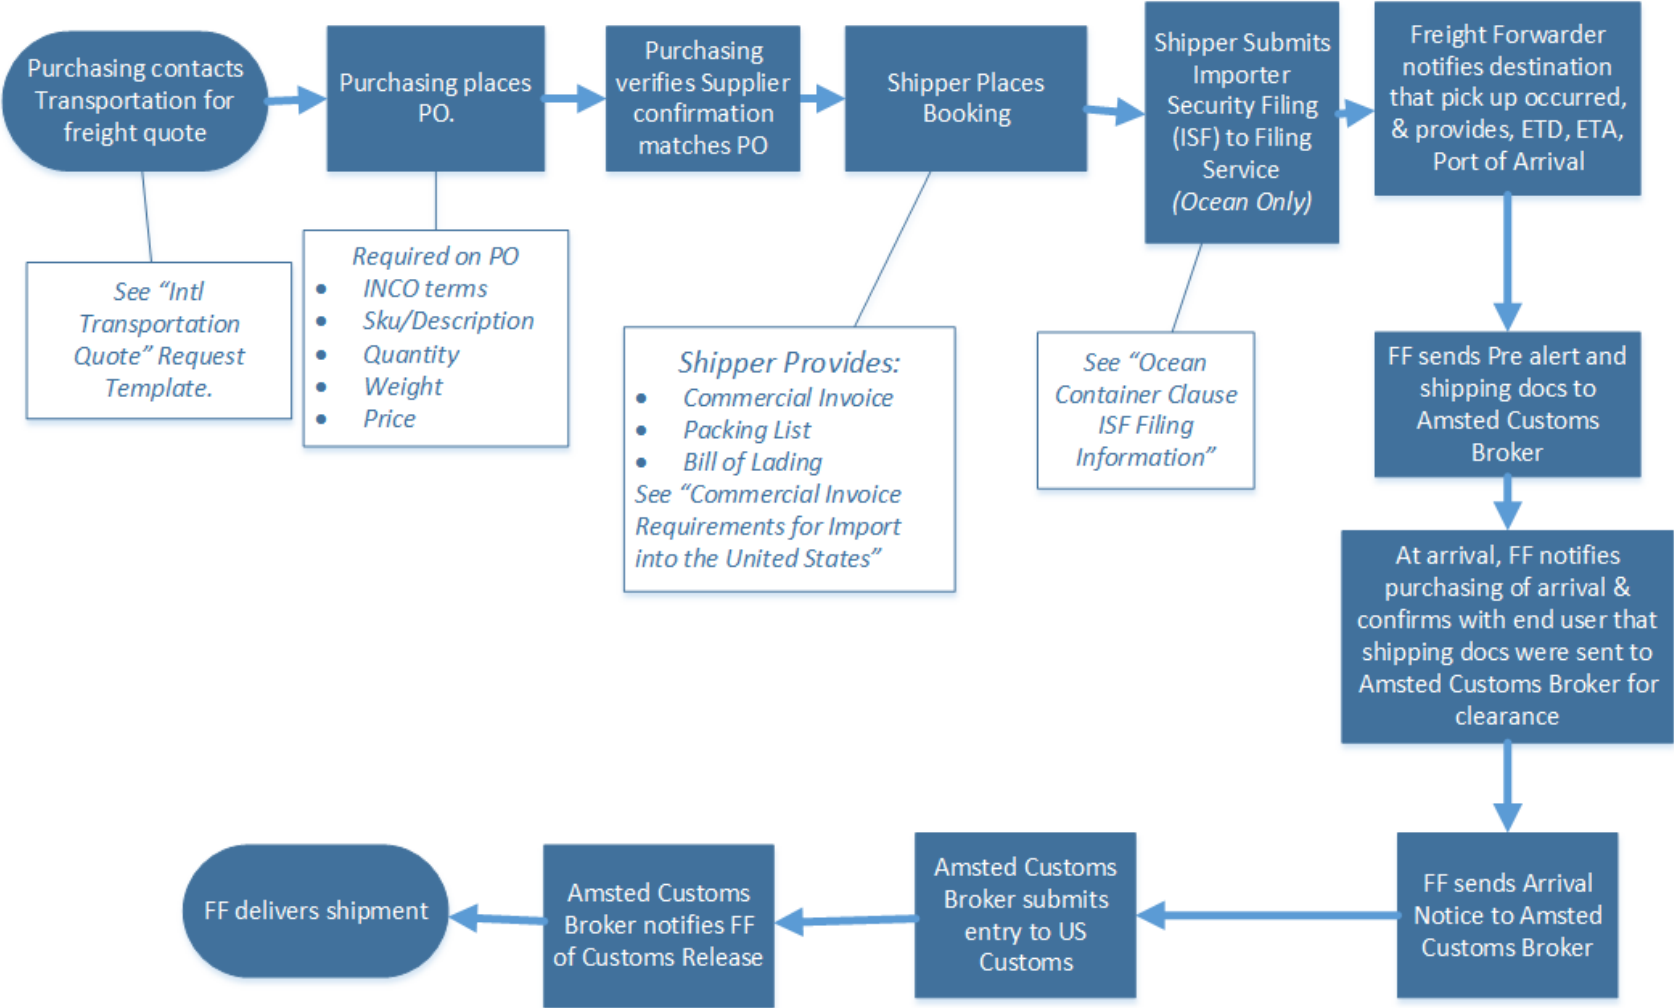 Purchasing contacts
Transportation for
freight quote
Purchasing places
PO.
Purchasing
verifies Supplier
confirmation
matches PO
Shipper Places
Booking
Shipper Submits
Importer
Security Filing
(ISF) to Filing
Service
(Ocean Only)
Freight Forwarder
notifies destination
that pick up occurred,
& provides, ETD, ETA,
Port of Arrival
See “Intl
Transportation
Quote” Request
Template.
Required on PO
• INCO terms
• Sku/Description
• Quantity
• Weight
• Price
Shipper Provides:
• Commercial Invoice
• Packing List
• Bill of Lading
See “Commercial Invoice
Requirements for Import
into the United States”
See “Ocean
Container Clause
ISF Filing
Information”
FF sends Pre alert and
shipping docs to
Amsted Customs
Broker
At arrival, FF notifies
purchasing of arrival &
confirms with end user that
shipping docs were sent to
Amsted Customs Broker for
clearance
FF sends Arrival
Notice to Amsted
Customs Broker
Amsted Customs
Broker submits
entry to US
Customs
Amsted Customs
Broker notifies FF
of Customs Release
FF delivers shipment